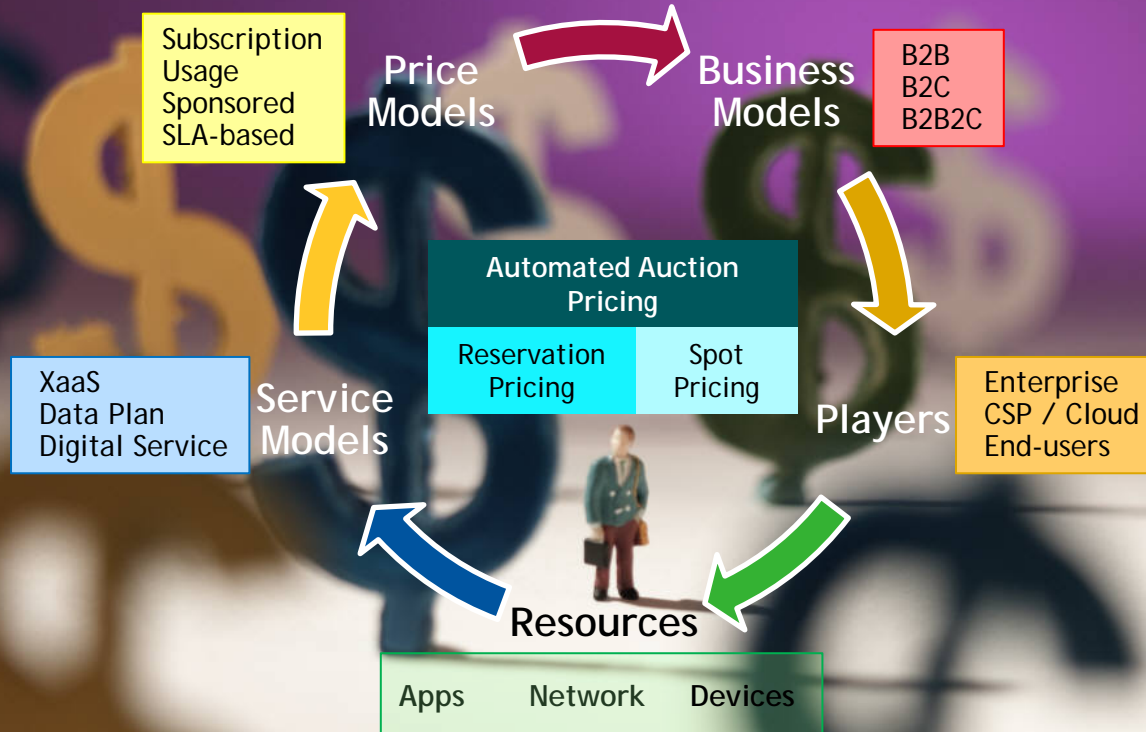 Subscription
Usage
Sponsored
SLA-based
Price
Models
Business
Models
B2B
B2C
B2B2C
Automated Auction
Pricing
Reservation
Pricing
Spot
Pricing
XaaS
Data Plan
Digital Service
Service
Models
Players
Enterprise
CSP / Cloud
End-users
Resources
Apps Network Devices